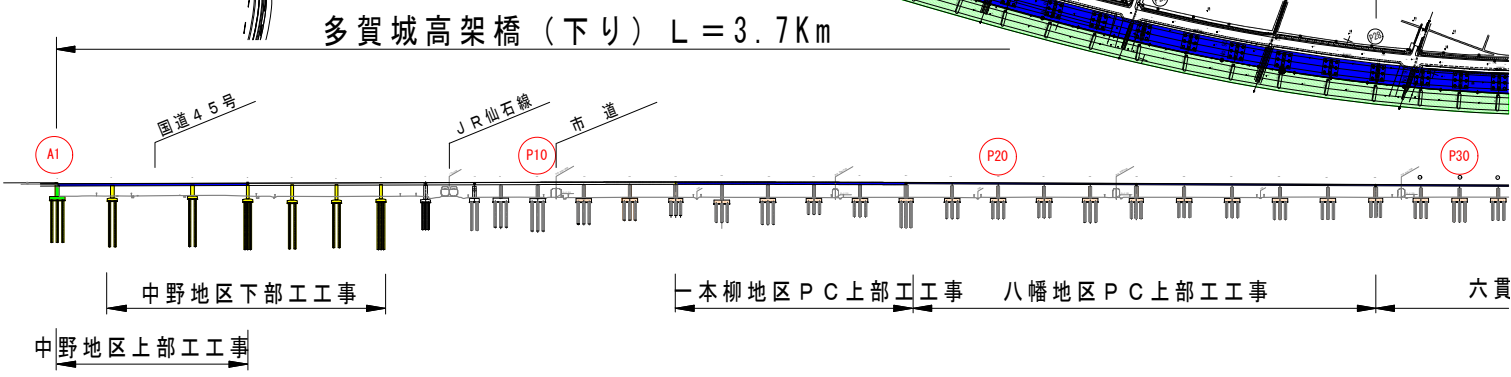 多賀城高架橋（下り）Ｌ＝3.7Km
P28
国道４５号
ＪＲ仙石線
市道
A1
P10
P20
P30
中野地区下部工工事
一本柳地区ＰＣ上部工工事
八幡地区ＰＣ上部工工事
六貫
中野地区上部工工事